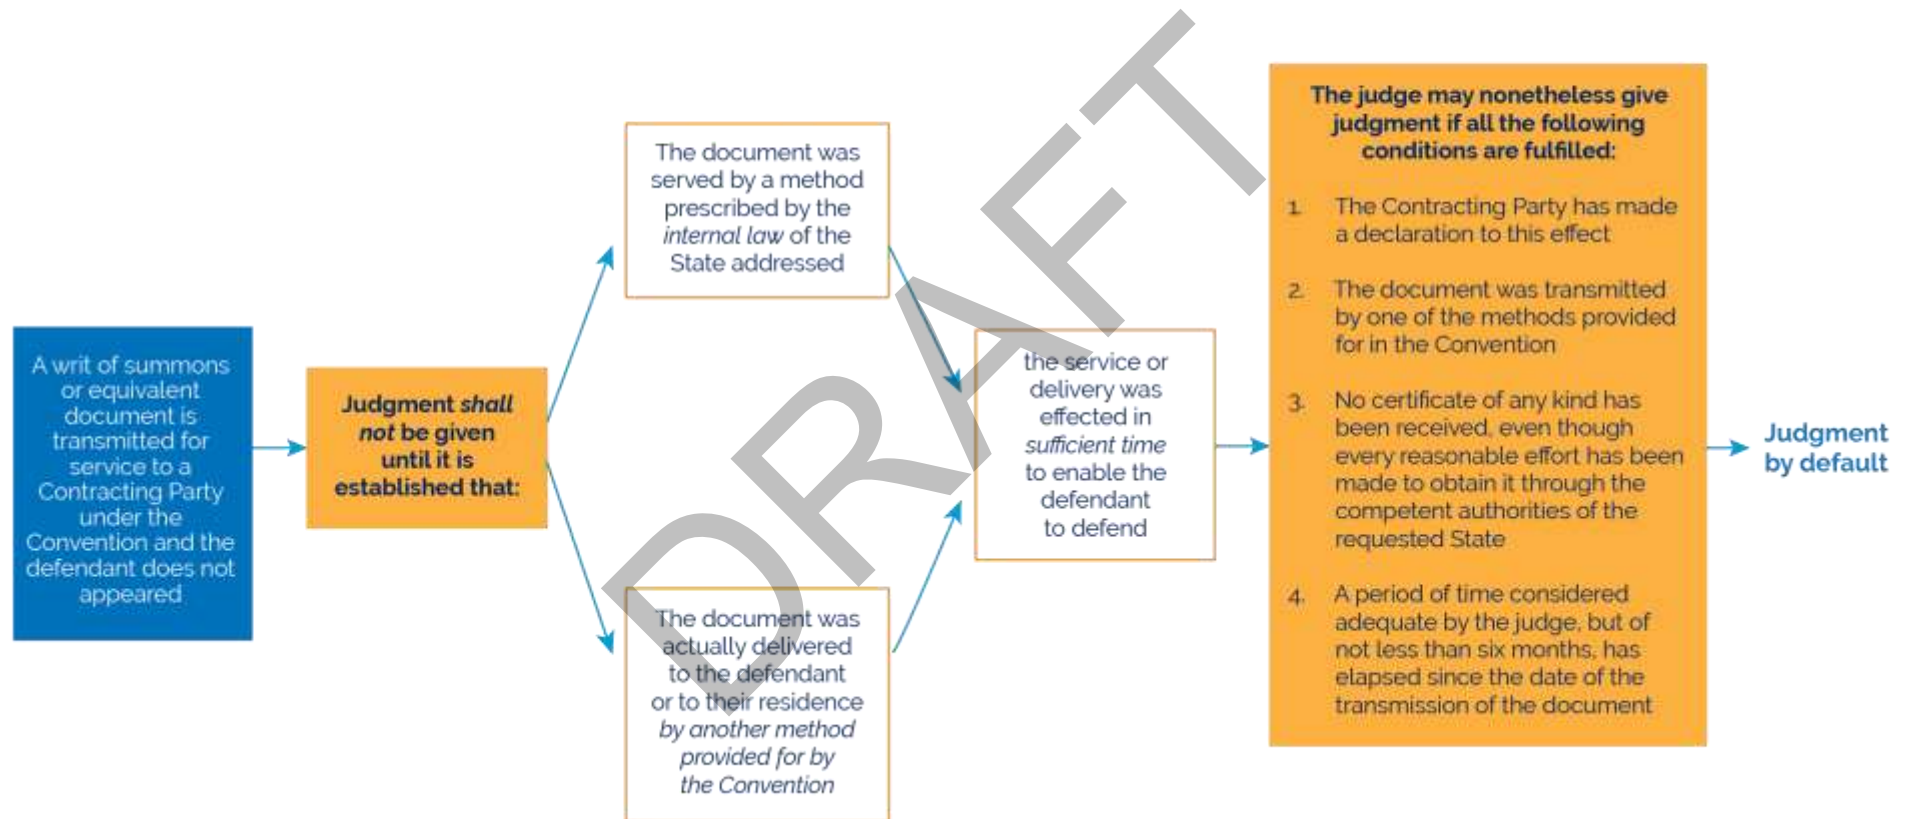 A writ of summons
or equivalent
document is
transmitted for
service to a
Contracting Party
under the
Convention and the
defendant does not
appeared
Judgment shall
not be given
until it is
established that:
The document was
served by a method
prescribed by the
internal law of the
State addressed
The document was
actually delivered
to the defendant
or to their residence
by another method
provided for by
the Convention
the service or
delivery was
effected in
sufficient time
to enable the
defendant
to defend
The judge may nonetheless give
judgment if all the following
conditions are fulfilled:
1. The Contracting Party has made
a declaration to this effect
2. The document was transmitted
by one of the methods provided
for in the Convention
3. No certificate of any kind has
been received, even though
every reasonable effort has been
made to obtain it through the
competent authorities of the
requested State
4. A period of time considered
adequate by the judge, but of
not less than six months, has
elapsed since the date of the
transmission of the document
Judgment
by default
DRAFT